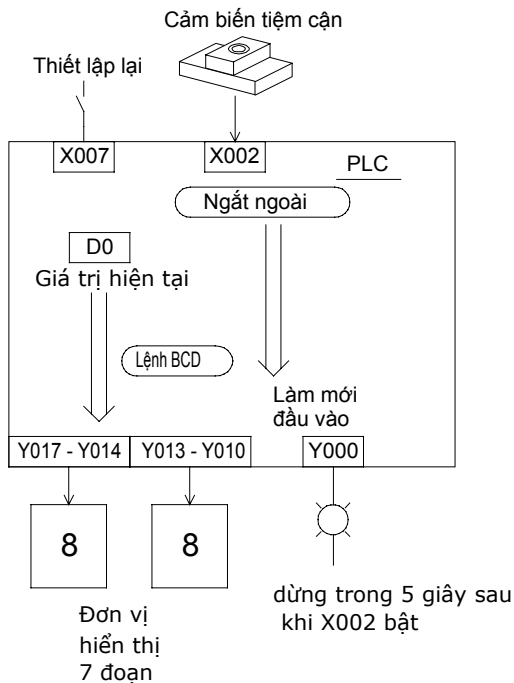 Cảm biến tiệm cận
Thiết lập lại
X007
X002
PLC
Ngắt ngoài
D0
Giá trị hiện tại
Lệnh BCD
Làm mới
đầu vào
Y017 - Y014
Y013 - Y010
Y000
8
8
dừng trong 5 giây sau
khi X002 bật
Đơn vị
hiển thị
7 đoạn